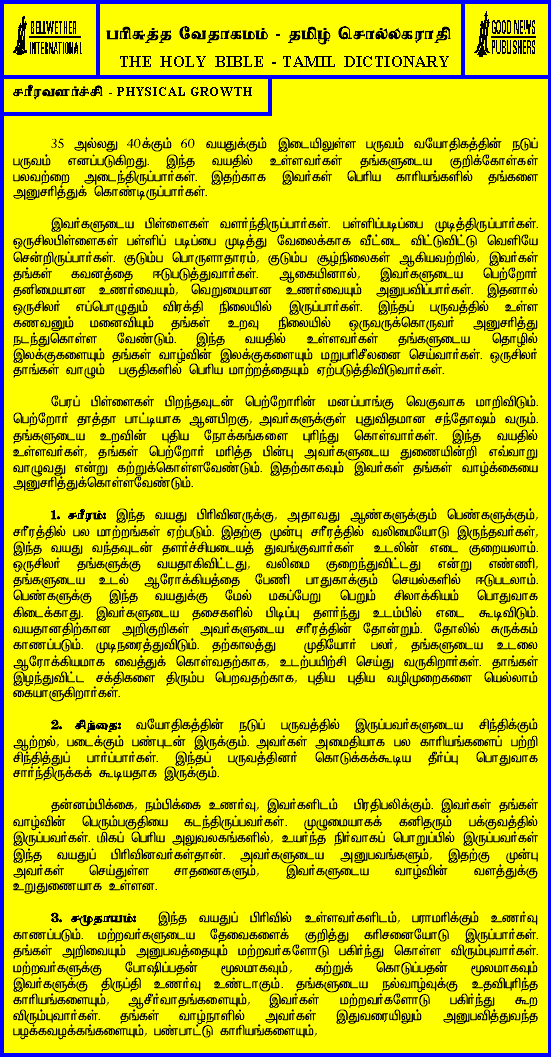 BELLWETHER
INTERNATIONAL
பரிசுத்த வேதாகமம் - தமிழ் சொல்லகராதி
THE HOLY BIBLE - TAMIL DICTIONARY
GOOD NEWS
PUBLISHERS
சரீரவளர்ச்சி - PHYSICAL GROWTH
35 அல்லது 40க்கும் 60 வயதுக்கும் இடையிலுள்ள பருவம் வயோதிகத்தின் நடுப்
பருவம் எனப்படுகிறது. இந்த வயதில் உள்ளவர்கள் தங்களுடைய குறிக்கோள்கள்
பலவற்றை அடைந்திருப்பார்கள். இதற்காக இவர்கள் பெரிய காரியங்களில் தங்களை
அனுசரித்துக் கொண்டிருப்பார்கள்.
இவர்களுடைய பிள்ளைகள் வளர்ந்திருப்பார்கள். பள்ளிப்படிப்பை முடித்திருப்பார்கள்.
ஒருசிலபிள்ளைகள் பள்ளிப் படிப்பை முடித்து வேலைக்காக வீட்டை விட்டுவிட்டு வெளியே
சென்றிருப்பார்கள். குடும்ப பொருளாதாரம், குடும்ப சூழ்நிலைகள் ஆகியவற்றில், இவர்கள்
தங்கள் கவனத்தை ஈடுபடுத்துவார்கள். ஆகையினால், இவர்களுடைய பெற்றோர்
தனிமையான உணர்வையும், வெறுமையான உணர்வையும் அனுபவிப்பார்கள். இதனால்
ஒருசிலர் எப்பொழுதும் விரக்தி நிலையில் இருப்பார்கள். இந்தப் பருவத்தில் உள்ள
கணவனும் மனைவியும் தங்கள் உறவு நிலையில் ஒருவருக்கொருவர் அனுசரித்து
நடந்துகொள்ள வேண்டும். இந்த வயதில் உள்ளவர்கள் தங்களுடைய தொழில்
இலக்குகளையும் தங்கள் வாழ்வின் இலக்குகளையும் மறுபரிசீலனை செய்வார்கள். ஒருசிலர்
தாங்கள் வாழும் பகுதிகளில் பெரிய மாற்றத்தையும் ஏற்படுத்திவிடுவார்கள்.
பேரப் பிள்ளைகள் பிறந்தவுடன் பெற்றோரின் மனப்பாங்கு வெகுவாக மாறிவிடும்.
பெற்றோர் தாத்தா பாட்டியாக ஆனபிறகு, அவர்களுக்குள் புதுவிதமான சந்தோஷம் வரும்.
தங்களுடைய உறவின் புதிய நோக்கங்களை புரிந்து கொள்வார்கள். இந்த வயதில்
உள்ளவர்கள், தங்கள் பெற்றோர் மரித்த பின்பு அவர்களுடைய துணையின்றி எவ்வாறு
வாழுவது என்று கற்றுக்கொள்ளவேண்டும். இதற்காகவும் இவர்கள் தங்கள் வாழ்க்கையை
அனுசரித்துக்கொள்ளவேண்டும்.
1. சரீரம்: இந்த வயது பிரிவினருக்கு, அதாவது ஆண்களுக்கும் பெண்களுக்கும்,
சரீரத்தில் பல மாற்றங்கள் ஏற்படும். இதற்கு முன்பு சரீரத்தில் வலிமையோடு இருந்தவர்கள்,
இந்த வயது வந்தவுடன் தளர்ச்சியடையத் துவங்குவார்கள் உடலின் எடை குறையலாம்.
ஒருசிலர் தங்களுக்கு வயதாகிவிட்டது, வலிமை குறைந்துவிட்டது என்று எண்ணி,
தங்களுடைய உடல் ஆரோக்கியத்தை பேணி பாதுகாக்கும் செயல்களில் ஈடுபடலாம்.
பெண்களுக்கு இந்த வயதுக்கு மேல் மகப்பேறு பெறும் சிலாக்கியம் பொதுவாக
கிடைக்காது. இவர்களுடைய தசைகளில் பிடிப்பு தளர்ந்து உடம்பில் எடை கூடிவிடும்.
வயதானதிற்கான அறிகுறிகள் அவர்களுடைய சரீரத்தின் தோன்றும். தோலில் சுருக்கம்
காணப்படும். முடிநரைத்துவிடும். தற்காலத்து முதியோர் பலர், தங்களுடைய உடலை
ஆரோக்கியமாக வைத்துக் கொள்வதற்காக, உடற்பயிற்சி செய்து வருகிறார்கள். தாங்கள்
இழந்துவிட்ட சக்திகளை திரும்ப பெறவதற்காக, புதிய புதிய வழிமுறைகளை யெல்லாம்
கையாளுகிறார்கள்.
2. சிந்தை: வயோதிகத்தின் நடுப் பருவத்தில் இருப்பவர்களுடைய சிந்திக்கும்
ஆற்றல், படைக்கும் பண்புடன் இருக்கும். அவர்கள் அமைதியாக பல காரியங்களைப் பற்றி
சிந்தித்துப் பார்ப்பார்கள். இந்தப் பருவத்தினர் கொடுக்கக்கூடிய தீர்ப்பு பொதுவாக
சார்ந்திருக்கக் கூடியதாக இருக்கும்.
தன்னம்பிக்கை, நம்பிக்கை உணர்வு, இவர்களிடம் பிரதிபலிக்கும். இவர்கள் தங்கள்
வாழ்வின் பெரும்பகுதியை கடந்திருப்பவர்கள். முழுமையாகக் கனிதரும் பக்குவத்தில்
இருப்பவர்கள். மிகப் பெரிய அலுவலகங்களில், உயர்ந்த நிர்வாகப் பொறுப்பில் இருப்பவர்கள்
இந்த வயதுப் பிரிவினவர்கள்தான். அவர்களுடைய அனுபவங்களும், இதற்கு முன்பு
அவர்கள் செய்துள்ள சாதனைகளும், இவர்களுடைய வாழ்வின் வளத்துக்கு
உறுதுணையாக உள்ளன.
3. சமுதாயம்: இந்த வயதுப் பிரிவில் உள்ளவர்களிடம், பராமரிக்கும் உணர்வு
காணப்படும். மற்றவர்களுடைய தேவைகளைக் குறித்து கரிசனையோடு இருப்பார்கள்.
தங்கள் அறிவையும் அனுபவத்தையும் மற்றவர்களோடு பகிர்ந்து கொள்ள விரும்புவார்கள்.
மற்றவர்களுக்கு போஷிப்பதன் மூலமாகவும், கற்றுக் கொடுப்பதன் மூலமாகவும்
இவர்களுக்கு திருப்தி உணர்வு உண்டாகும். தங்களுடைய நல்வாழ்வுக்கு உதவிபுரிந்த
காரியங்களையும், ஆசீர்வாதங்களையும், இவர்கள் மற்றவர்களோடு பகிர்ந்து கூற
விரும்புவார்கள். தங்கள் வாழ்நாளில் அவர்கள் இதுவரையிலும் அனுபவித்துவந்த
பழக்கவழக்கங்களையும், பண்பாட்டு காரியங்களையும்,